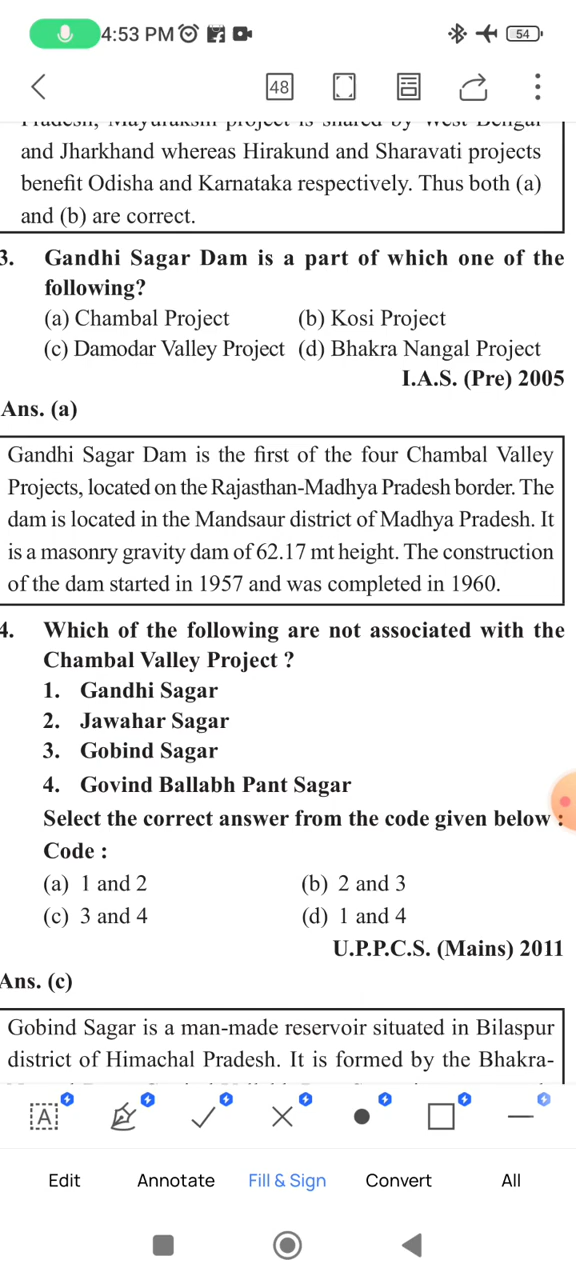 4:53 PM
54
48
and Jharkhand whereas Hirakund and Sharavati projects
benefit Odisha and Karnataka respectively. Thus both (a)
and (b) are correct.
3. Gandhi Sagar Dam is a part of which one of the
following?
(a) Chambal Project (b) Kosi Project
(c) Damodar Valley Project (d) Bhakra Nangal Project
I.A.S. (Pre) 2005
Ans. (a)
Gandhi Sagar Dam is the first of the four Chambal Valley
Projects, located on the Rajasthan-Madhya Pradesh border. The
dam is located in the Mandsaur district of Madhya Pradesh. It
is a masonry gravity dam of 62.17 mt height. The construction
of the dam started in 1957 and was completed in 1960.
4. Which of the following are not associated with the
Chambal Valley Project ?
1. Gandhi Sagar
2. Jawahar Sagar
3. Gobind Sagar
4. Govind Ballabh Pant Sagar
Select the correct answer from the code given below :
Code :
(a) 1 and 2 (b) 2 and 3
(c) 3 and 4 (d) 1 and 4
U.P.P.C.S. (Mains) 2011
Ans. (c)
Gobind Sagar is a man-made reservoir situated in Bilaspur
district of Himachal Pradesh. It is formed by the Bhakra-
A
Edit Annotate Fill & Sign Convert All